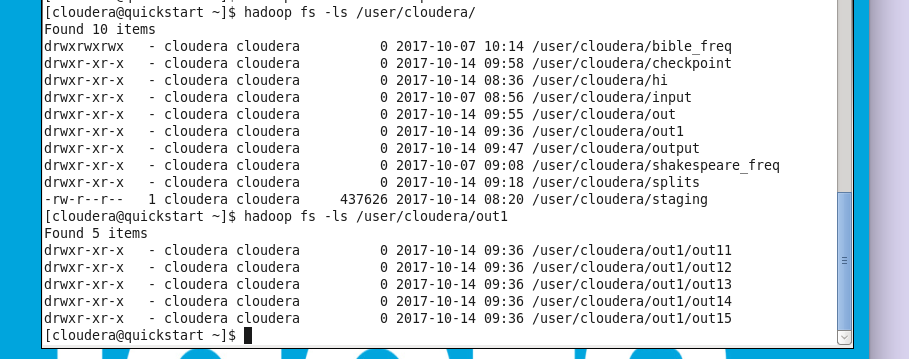 [cloudera@quickstart ~]$ hadoop fs -ls /user/cloudera/
Found 10 items
drwxrwxrwx   - cloudera cloudera          0 2017-10-07 10:14 /user/cloudera/bible_freq
drwxr-xr-x   - cloudera cloudera          0 2017-10-14 09:58 /user/cloudera/checkpoint
drwxr-xr-x   - cloudera cloudera          0 2017-10-14 08:36 /user/cloudera/hi
drwxr-xr-x   - cloudera cloudera          0 2017-10-07 08:56 /user/cloudera/input
drwxr-xr-x   - cloudera cloudera          0 2017-10-14 09:55 /user/cloudera/out
drwxr-xr-x   - cloudera cloudera          0 2017-10-14 09:36 /user/cloudera/out1
drwxr-xr-x   - cloudera cloudera          0 2017-10-14 09:47 /user/cloudera/output
drwxr-xr-x   - cloudera cloudera          0 2017-10-07 09:08 /user/cloudera/shakespeare_freq
drwxr-xr-x   - cloudera cloudera          0 2017-10-14 09:18 /user/cloudera/splits
-rw-r--r--   1 cloudera cloudera     437626 2017-10-14 08:20 /user/cloudera/staging
[cloudera@quickstart ~]$ hadoop fs -ls /user/cloudera/out1
Found 5 items
drwxr-xr-x   - cloudera cloudera          0 2017-10-14 09:36 /user/cloudera/out1/out11
drwxr-xr-x   - cloudera cloudera          0 2017-10-14 09:36 /user/cloudera/out1/out12
drwxr-xr-x   - cloudera cloudera          0 2017-10-14 09:36 /user/cloudera/out1/out13
drwxr-xr-x   - cloudera cloudera          0 2017-10-14 09:36 /user/cloudera/out1/out14
drwxr-xr-x   - cloudera cloudera          0 2017-10-14 09:36 /user/cloudera/out1/out15
[cloudera@quickstart ~]$